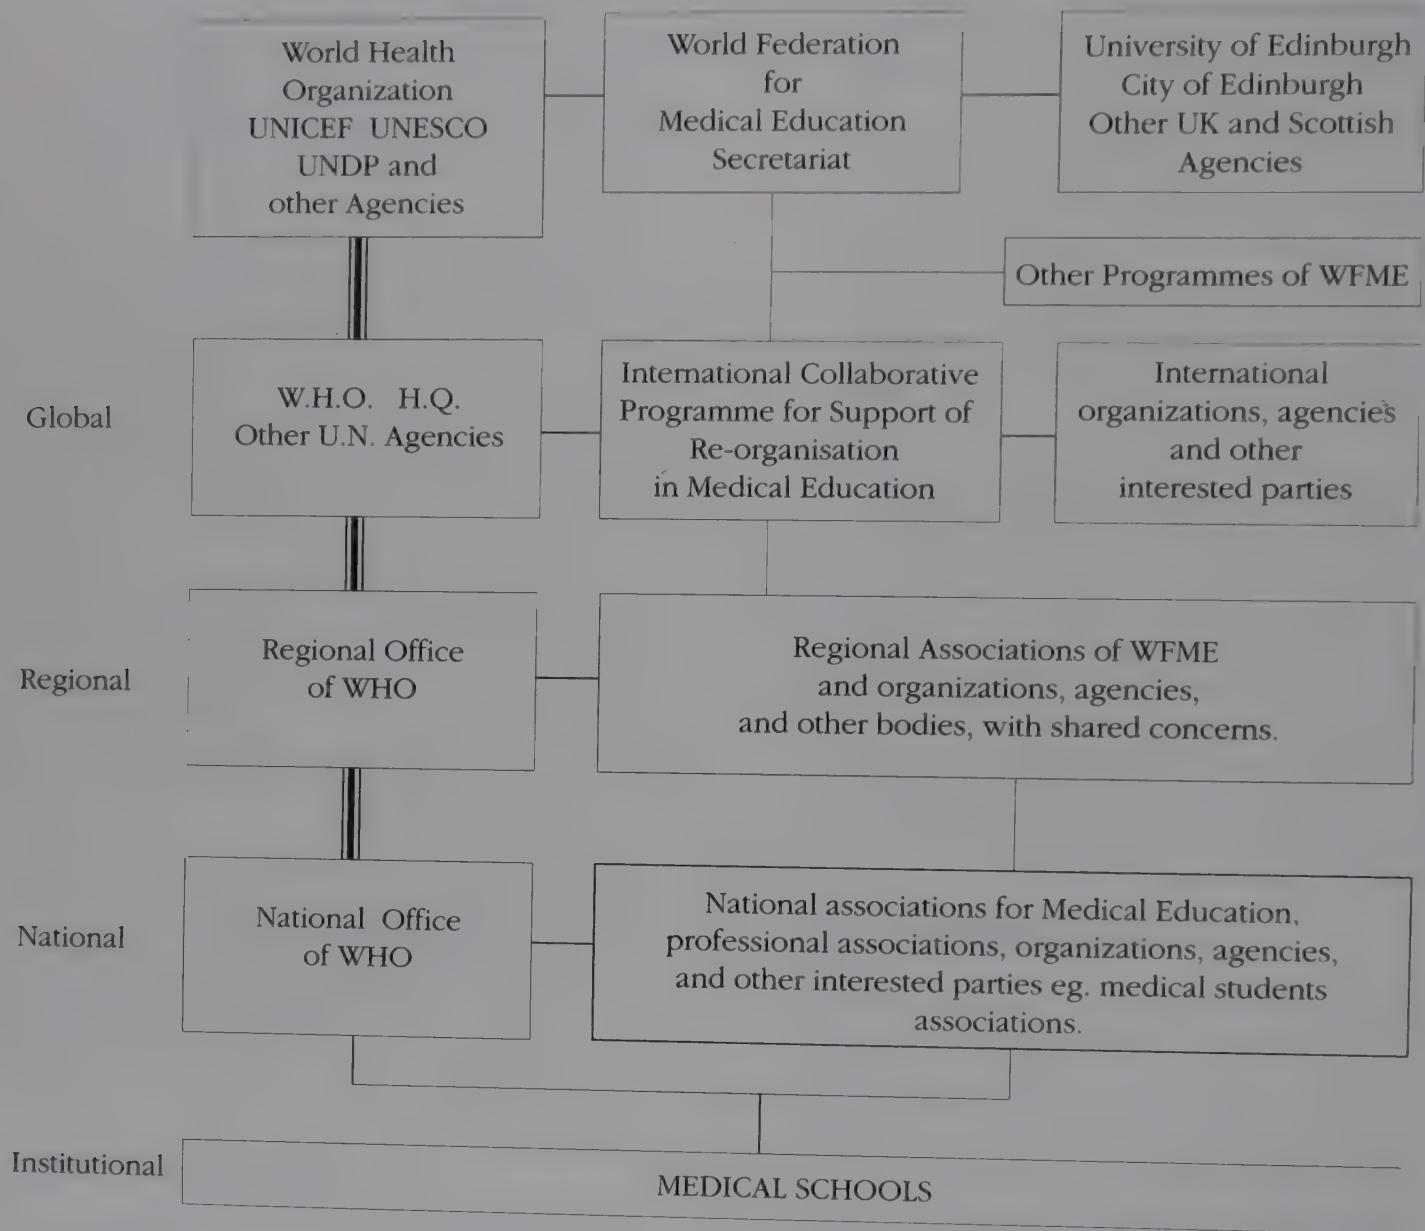 World Health
Organization
UNICEF UNESCO
UNDP and
other Agencies
World Federation
for
Medical Education
Secretariat
University of Edinburgh
City of Edinburgh
Other UK and Scottish
Agencies
Other Programmes of WFME
Global
W.H.O. H.Q.
Other U.N. Agencies
International Collaborative
Programme for Support of
Re-organisation
in Medical Education
International
organizations, agencies
and other
interested parties
Regional
Regional Office
of WHO
Regional Associations of WFME
and organizations, agencies,
and other bodies, with shared concerns.
National
National Office
of WHO
National associations for Medical Education,
professional associations, organizations, agencies,
and other interested parties eg. medical students
associations.
Institutional
MEDICAL SCHOOLS